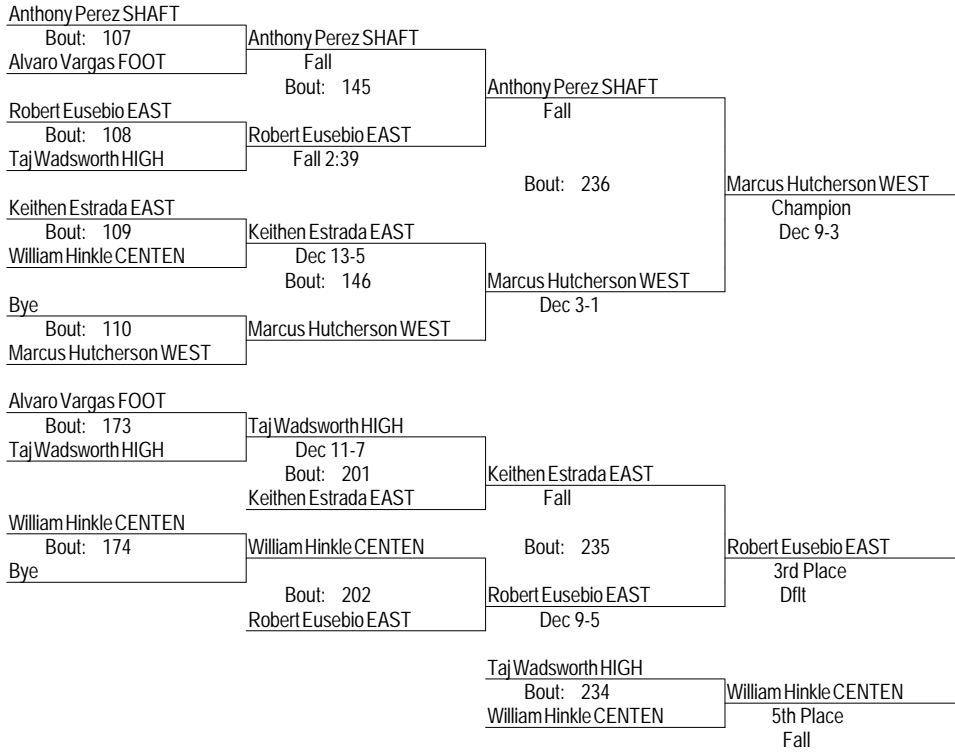 Anthony Perez SHAFT
Bout: 107
Alvaro Vargas FOOT
Robert Eusebio EAST
Bout: 108
Taj Wadsworth HIGH
Keithen Estrada EAST
Bout: 109
William Hinkle CENTEN
Bye
Bout: 110
Marcus Hutcherson WEST
Anthony Perez SHAFT
Fall
Bout: 145
Robert Eusebio EAST
Fall 2:39
Keithen Estrada EAST
Dec 13-5
Bout: 146
Marcus Hutcherson WEST
Anthony Perez SHAFT
Fall
Bout: 236
Marcus Hutcherson WEST
Dec 3-1
Marcus Hutcherson WEST
Champion
Dec 9-3
Alvaro Vargas FOOT
Bout: 173
Taj Wadsworth HIGH
William Hinkle CENTEN
Bout: 174
Bye
Taj Wadsworth HIGH
Dec 11-7
Bout: 201
Keithen Estrada EAST
William Hinkle CENTEN
Bout: 202
Robert Eusebio EAST
Keithen Estrada EAST
Fall
Bout: 235
Robert Eusebio EAST
Dec 9-5
Robert Eusebio EAST
3rd Place
Dflt
Taj Wadsworth HIGH
Bout: 234
William Hinkle CENTEN
William Hinkle CENTEN
5th Place
Fall